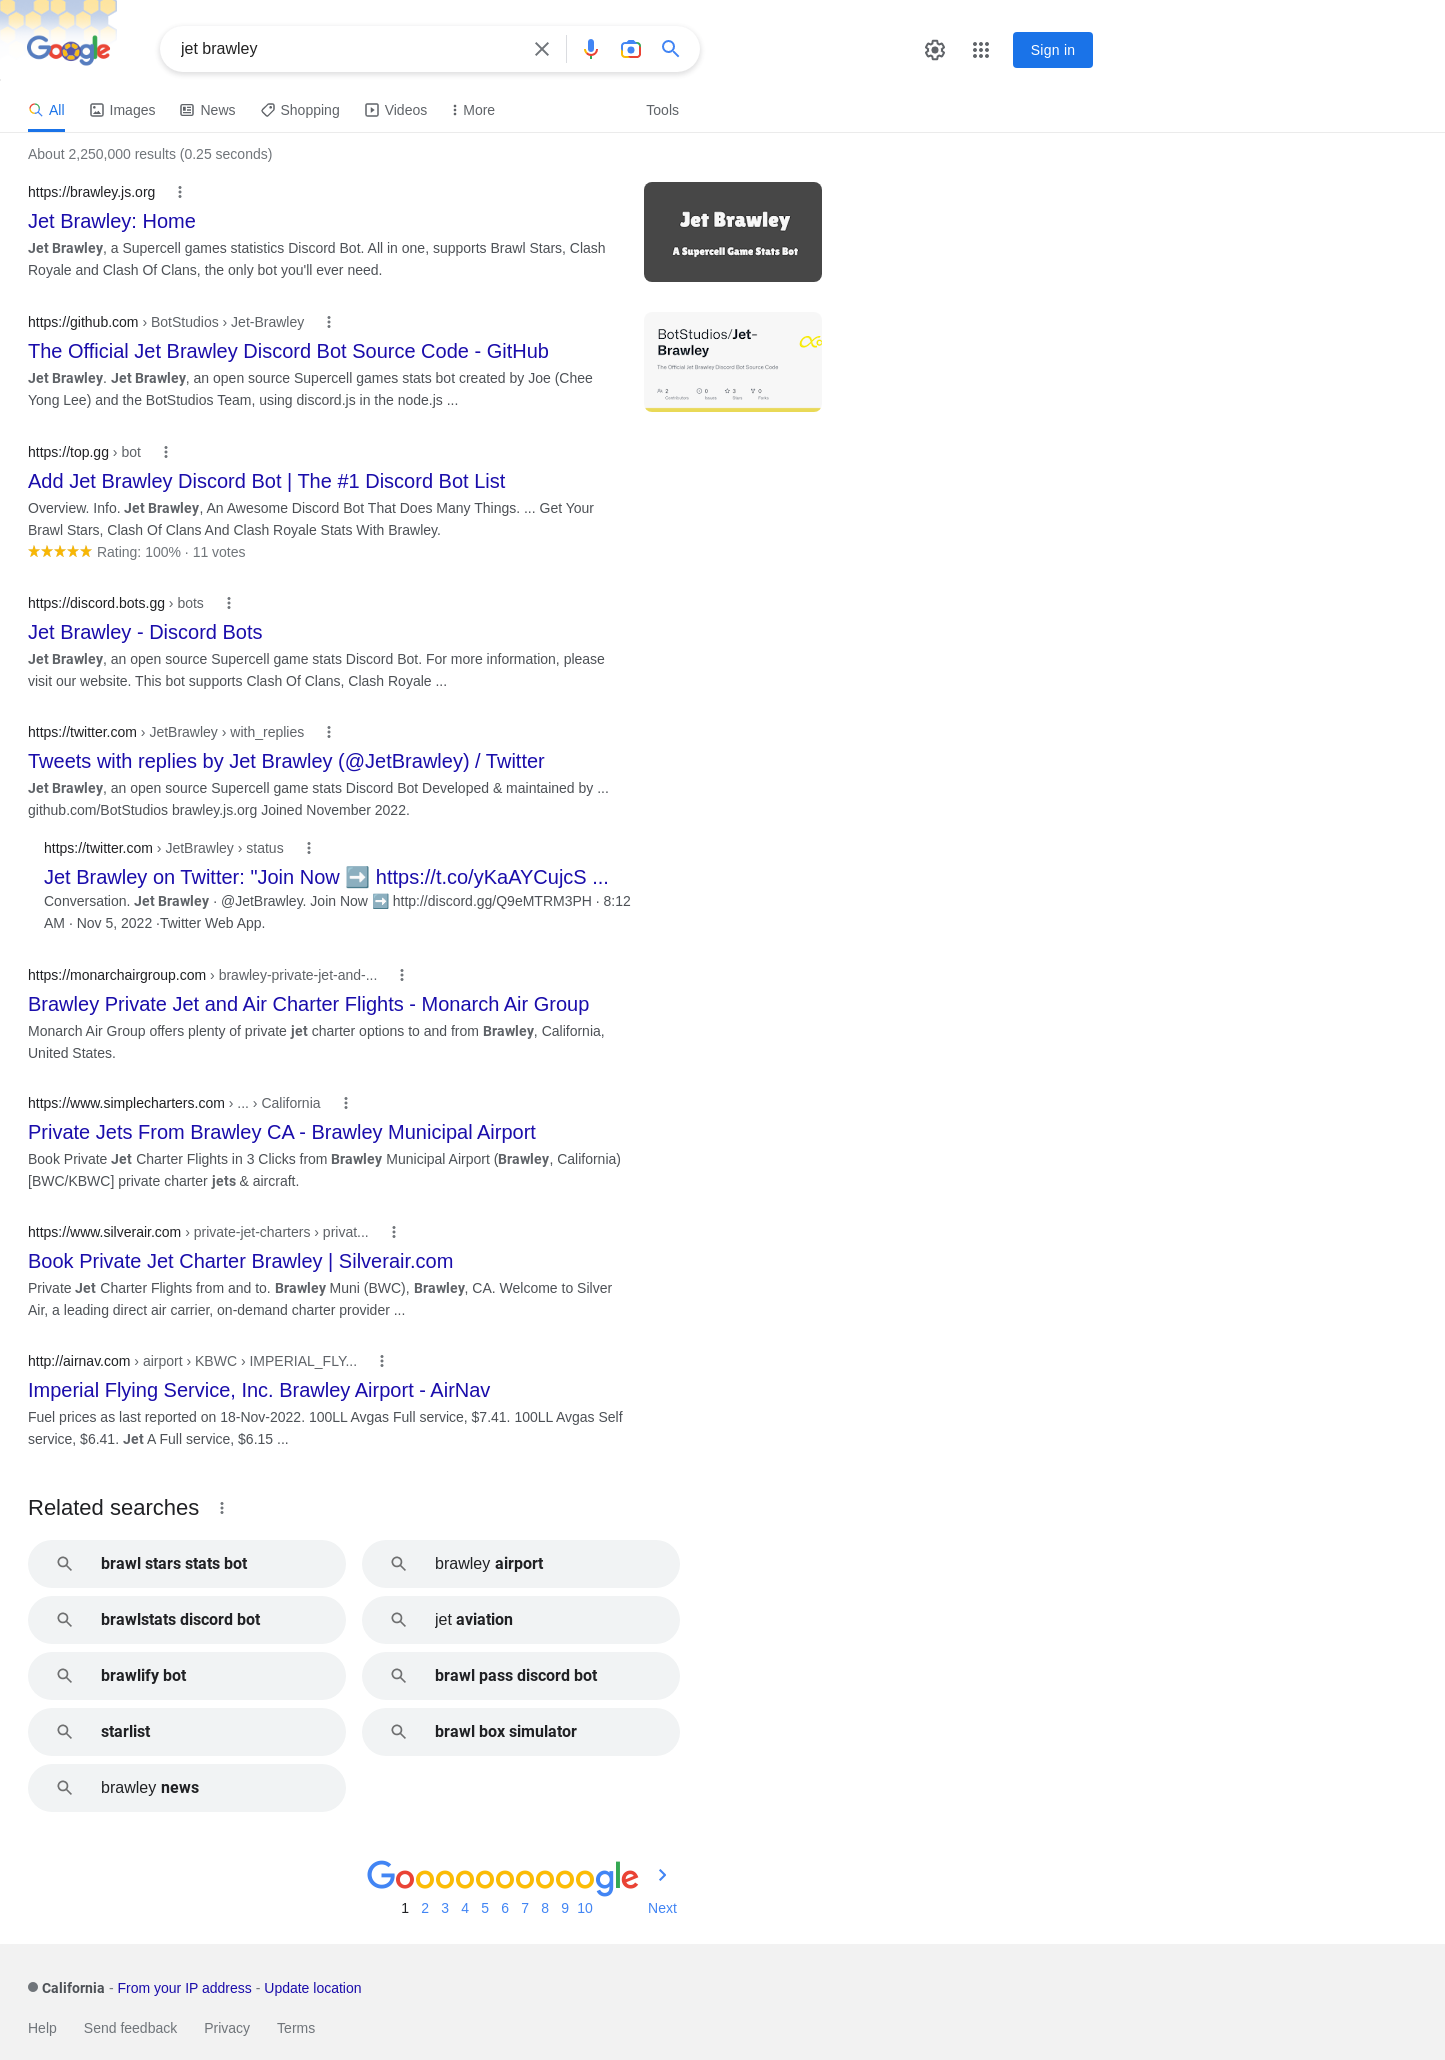 Google
jet brawley
Sign in
All
Images
News
Shopping
Videos
More
Tools
About 2,250,000 results (0.25 seconds)
https://brawley.js.org
Jet Brawley: Home
Jet Brawley, a Supercell games statistics Discord Bot. All in one, supports Brawl Stars, Clash
Royale and Clash Of Clans, the only bot you'll ever need.
Jet Brawley
A Supercell Game Stats Bot
https://github.com › BotStudios › Jet-Brawley
The Official Jet Brawley Discord Bot Source Code - GitHub
Jet Brawley. Jet Brawley, an open source Supercell games stats bot created by Joe (Chee
Yong Lee) and the BotStudios Team, using discord.js in the node.js ...
BotStudios/Jet-
Brawley
The Official Jet Brawley Discord Bot Source Code
2 0 3 0
Contributors Issues Stars Forks
https://top.gg › bot
Add Jet Brawley Discord Bot | The #1 Discord Bot List
Overview. Info. Jet Brawley, An Awesome Discord Bot That Does Many Things. ... Get Your
Brawl Stars, Clash Of Clans And Clash Royale Stats With Brawley.
Rating: 100% · 11 votes
https://discord.bots.gg › bots
Jet Brawley - Discord Bots
Jet Brawley, an open source Supercell game stats Discord Bot. For more information, please
visit our website. This bot supports Clash Of Clans, Clash Royale ...
https://twitter.com › JetBrawley › with_replies
Tweets with replies by Jet Brawley (@JetBrawley) / Twitter
Jet Brawley, an open source Supercell game stats Discord Bot Developed & maintained by ...
github.com/BotStudios brawley.js.org Joined November 2022.
https://twitter.com › JetBrawley › status
Jet Brawley on Twitter: "Join Now ➡️ https://t.co/yKaAYCujcS ...
Conversation. Jet Brawley · @JetBrawley. Join Now ➡️ http://discord.gg/Q9eMTRM3PH · 8:12
AM · Nov 5, 2022 ·Twitter Web App.
https://monarchairgroup.com › brawley-private-jet-and-...
Brawley Private Jet and Air Charter Flights - Monarch Air Group
Monarch Air Group offers plenty of private jet charter options to and from Brawley, California,
United States.
https://www.simplecharters.com › ... › California
Private Jets From Brawley CA - Brawley Municipal Airport
Book Private Jet Charter Flights in 3 Clicks from Brawley Municipal Airport (Brawley, California)
[BWC/KBWC] private charter jets & aircraft.
https://www.silverair.com › private-jet-charters › privat...
Book Private Jet Charter Brawley | Silverair.com
Private Jet Charter Flights from and to. Brawley Muni (BWC), Brawley, CA. Welcome to Silver
Air, a leading direct air carrier, on-demand charter provider ...
http://airnav.com › airport › KBWC › IMPERIAL_FLY...
Imperial Flying Service, Inc. Brawley Airport - AirNav
Fuel prices as last reported on 18-Nov-2022. 100LL Avgas Full service, $7.41. 100LL Avgas Self
service, $6.41. Jet A Full service, $6.15 ...
Related searches
brawl stars stats bot
brawley airport
brawlstats discord bot
jet aviation
brawlify bot
brawl pass discord bot
starlist
brawl box simulator
brawley news
Goooooooooogle
1 2 3 4 5 6 7 8 9 10 Next
California - From your IP address - Update location
Help Send feedback Privacy Terms